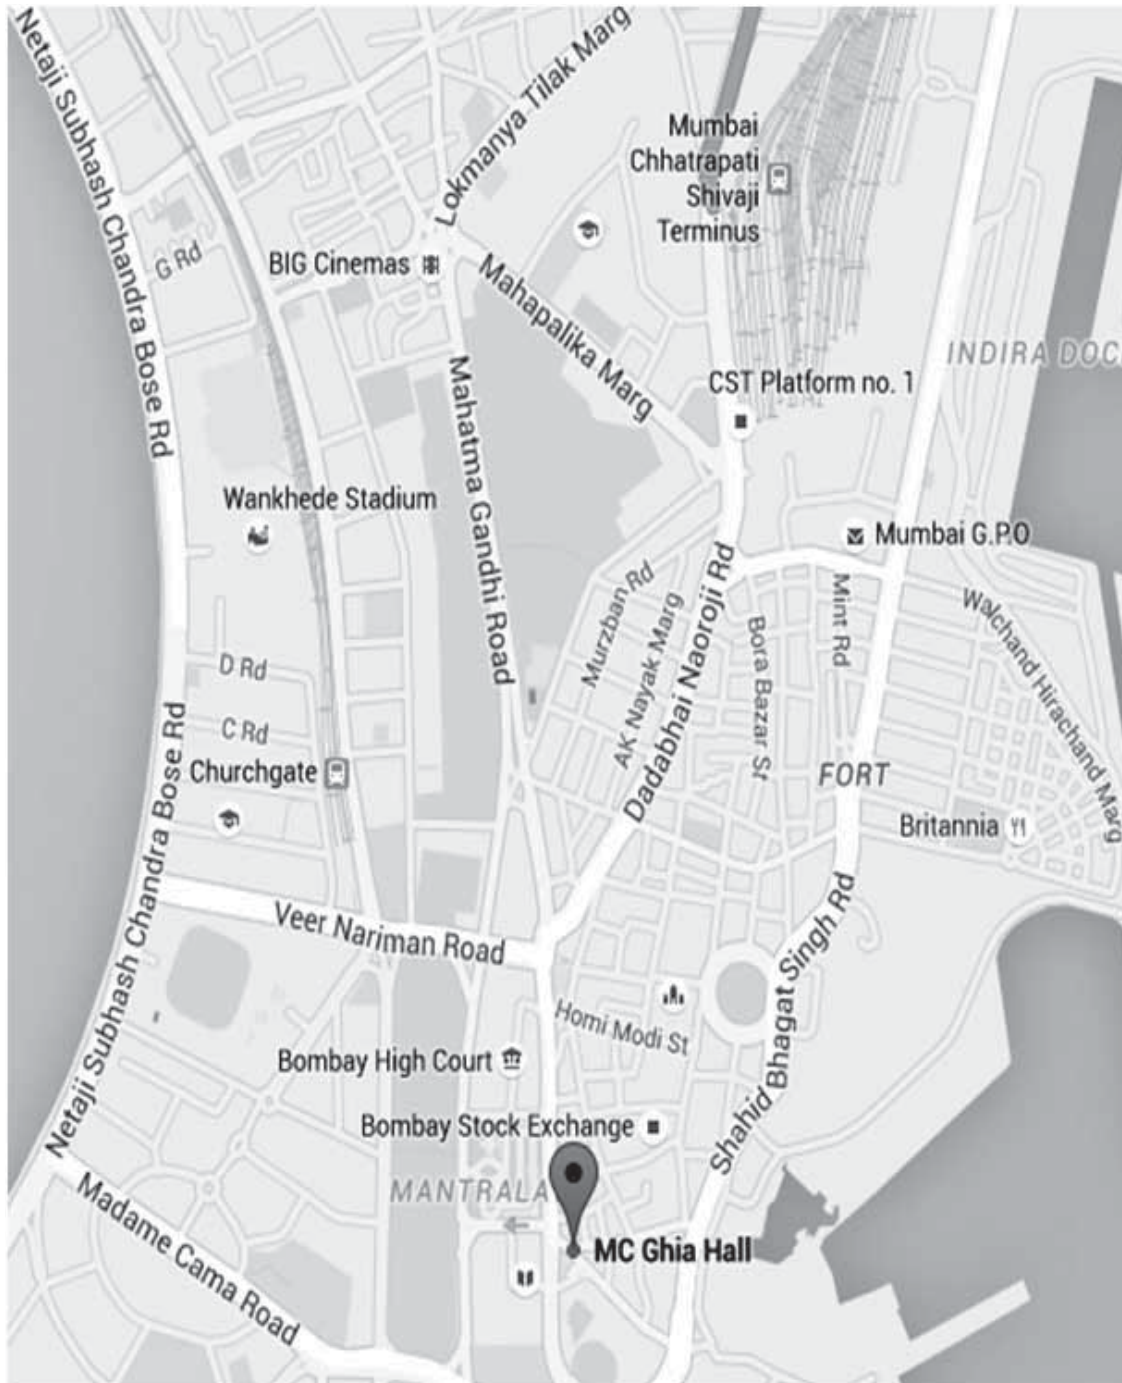 Netaji Subhash Chandra Bose Rd
Lokmanya Tilak Marg
Mumbai
Chhatrapati
Shivaji
Terminus
G Rd
BIG Cinemas
Mahapalika Marg
INDIRA DOC
CST Platform no. 1
Mahatma Gandhi Road
Wankhede Stadium
Mumbai G.P.O
Murzban Rd
AK Nayak Marg
Dadabhai Naoroji Rd
Bora Bazar St
Mint Rd
Walchand Hirachand Marg
D Rd
C Rd
Churchgate
FORT
Britannia
Netaji Subhash Chandra Bose Rd
Veer Nariman Road
Shahid Bhagat Singh Rd
Homi Modi St
Bombay High Court
Bombay Stock Exchange
MANTRALA
Madame Cama Road
MC Ghia Hall